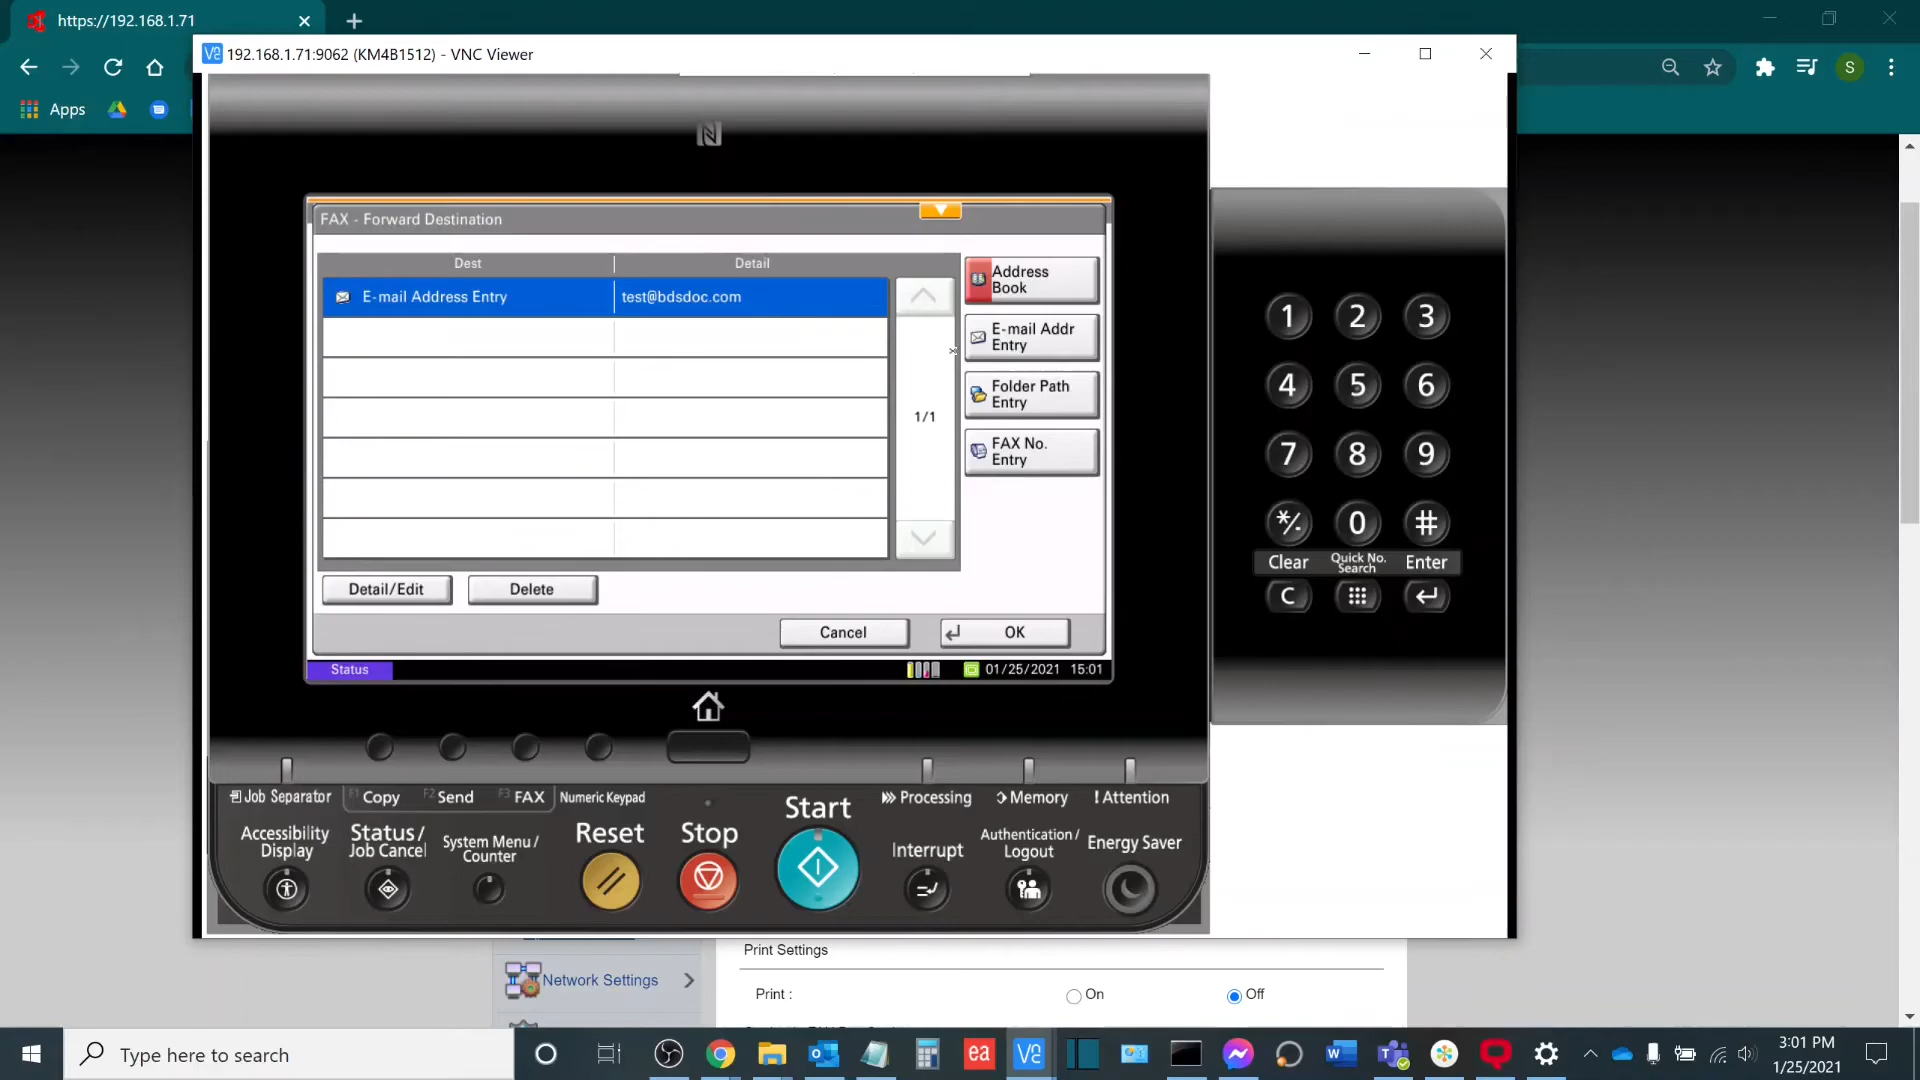 https://192.168.1.71
192.168.1.71:9062 (KM4B1512) - VNC Viewer
S
Apps
FAX - Forward Destination
Dest
Detail
E-mail Address Entry
test@bdsdoc.com
1/1
Address
Book
E-mail Addr
Entry
Folder Path
Entry
FAX No.
Entry
Detail/Edit
Delete
Cancel
OK
Status
01/25/2021 15:01
1 2 3
4 5 6
7 8 9
*/. 0 #
Clear
Quick No.
Search
Enter
C
Job Separator
F1 Copy
F2 Send
F3 FAX
Numeric Keypad
Start
Processing
Memory
! Attention
Accessibility
Display
Status/
Job Cancel
System Menu /
Counter
Reset
Stop
Interrupt
Authentication /
Logout
Energy Saver
Print Settings
Network Settings
Print :
On
Off
Type here to search
ea
3:01 PM
1/25/2021